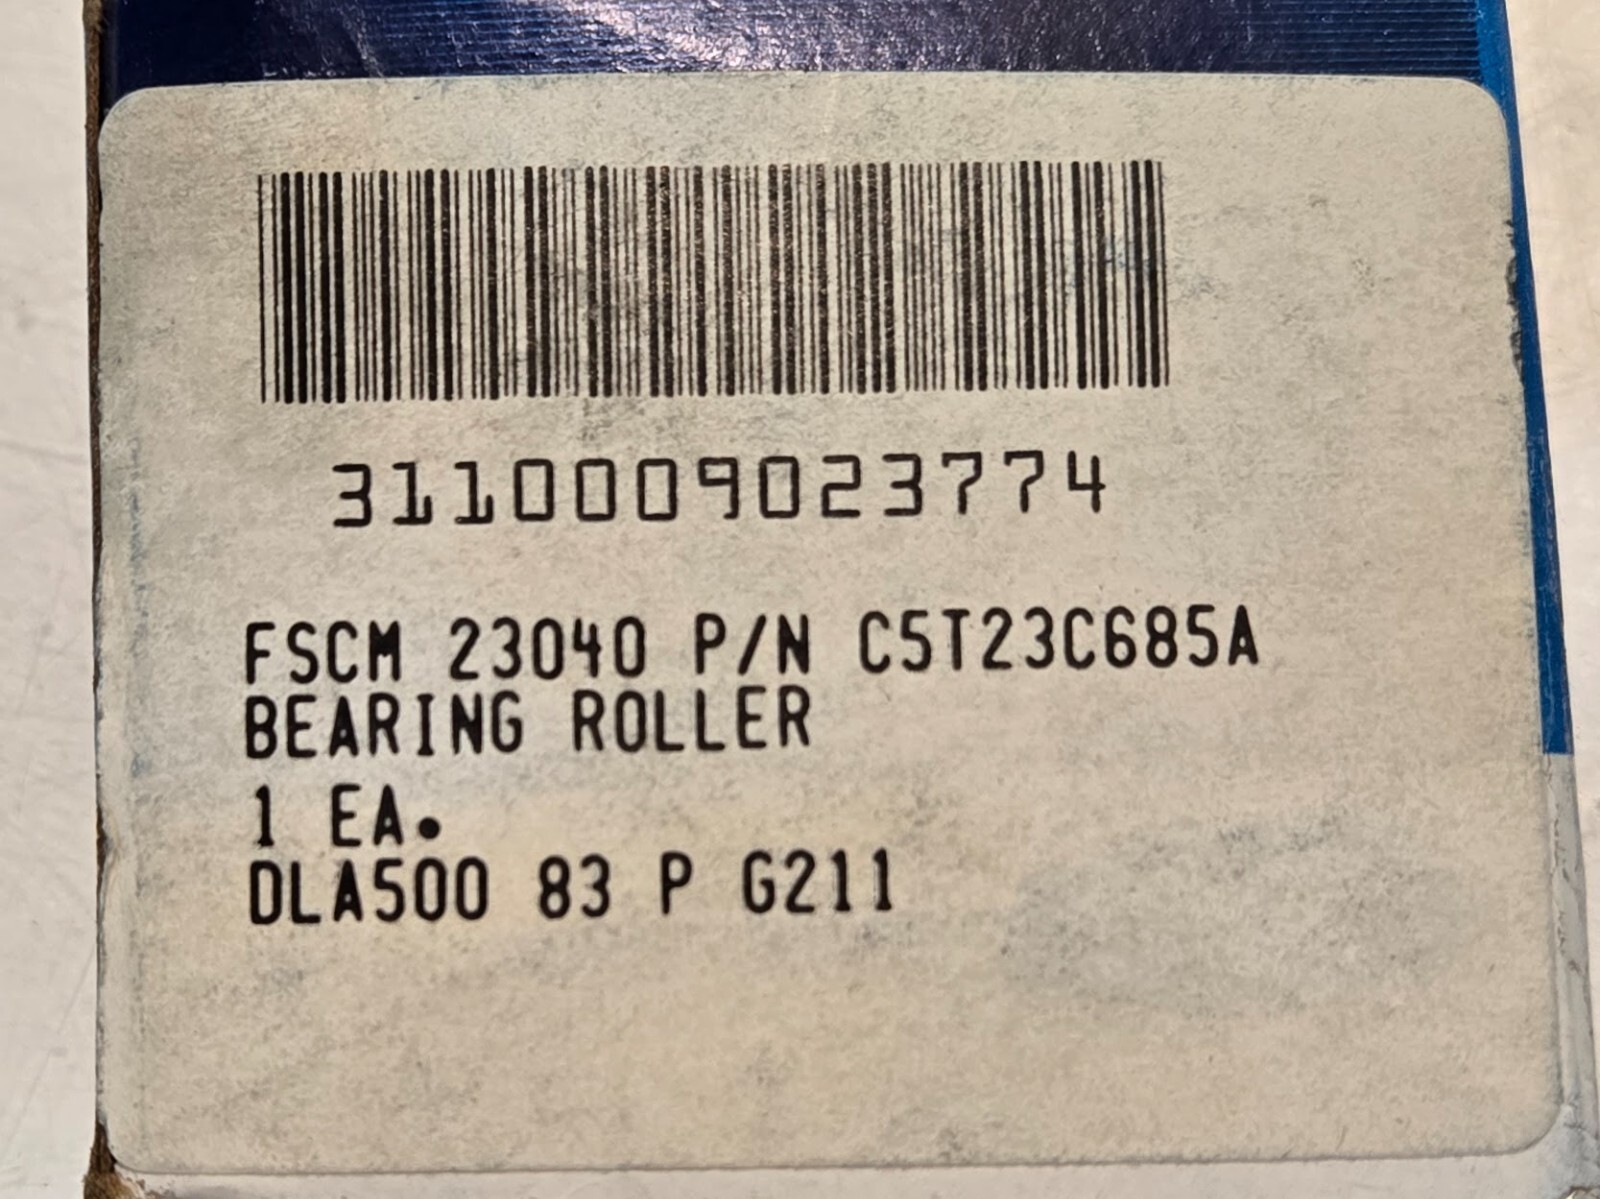 3110009023774
FSCM 23040 P/N C5T23C685A
BEARING ROLLER
1 EA.
DLA500 83 P G211